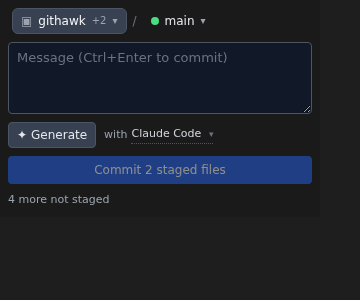 githawk +2 / main
Message (Ctrl+Enter to commit)
Generate with Claude Code
Commit 2 staged files
4 more not staged